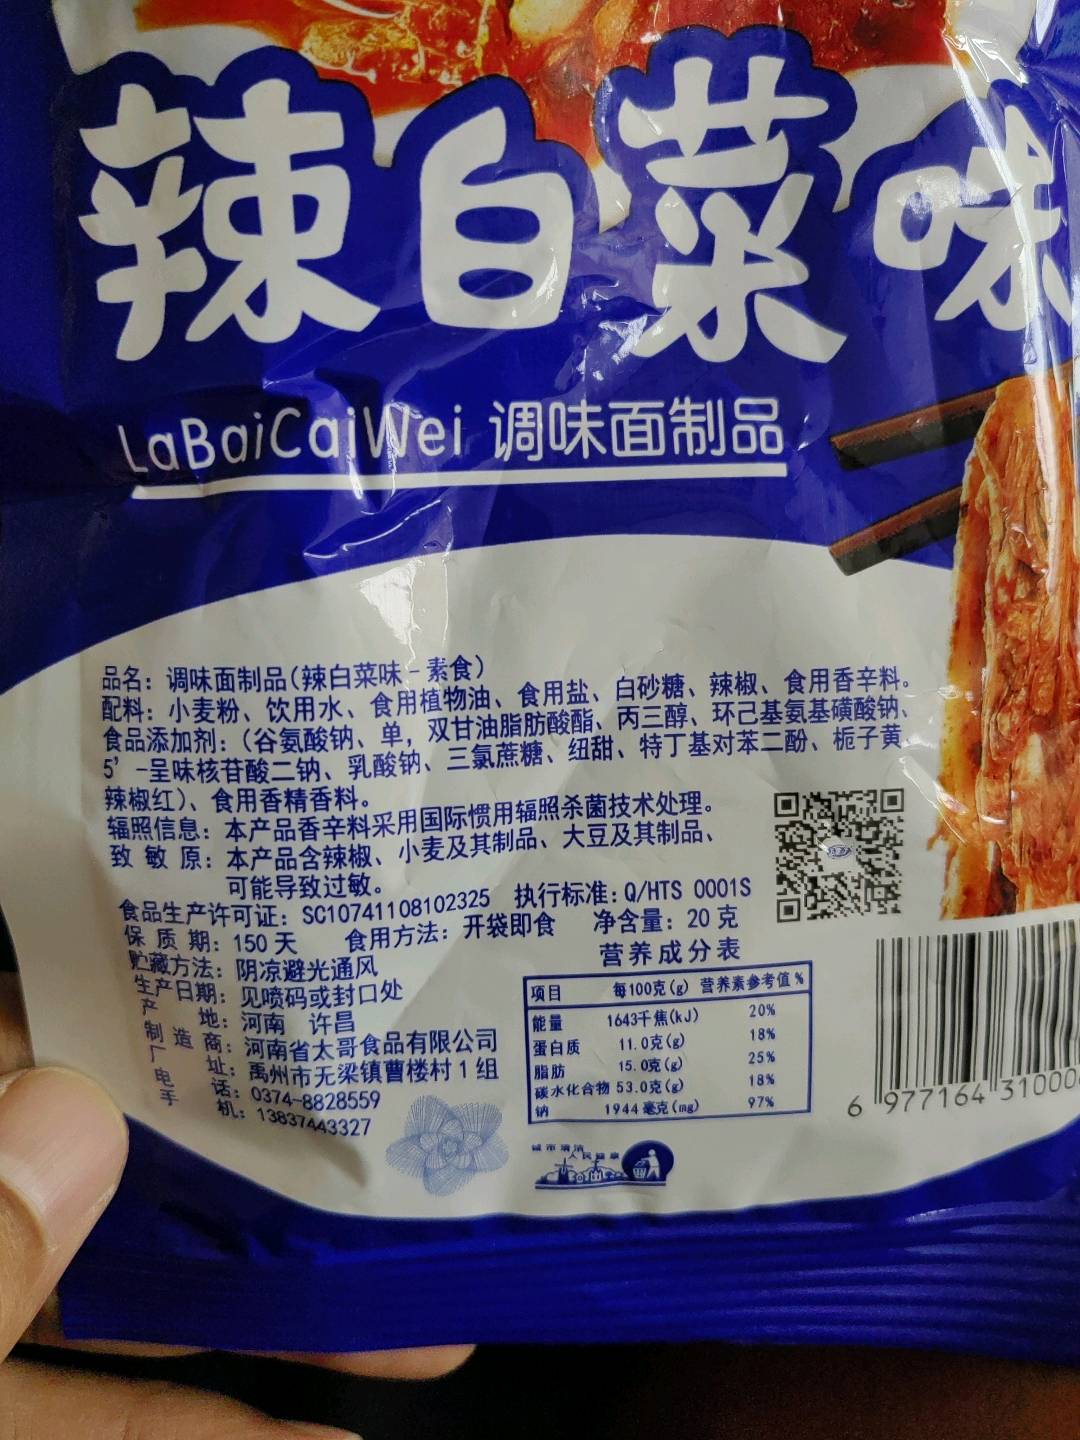 辣白菜味
LaBaiCaiWei 调味面制品
品名：调味面制品(辣白菜味-素食)
配料：小麦粉、饮用水、食用植物油、食用盐、白砂糖、辣椒、食用香辛料。
食品添加剂：(谷氨酸钠、单，双甘油脂肪酸酯、丙三醇、环己基氨基磺酸钠、
5’-呈味核苷酸二钠、乳酸钠、三氯蔗糖、纽甜、特丁基对苯二酚、栀子黄
辣椒红)、食用香精香料。
辐照信息：本产品香辛料采用国际惯用辐照杀菌技术处理。
致敏原：本产品含辣椒、小麦及其制品、大豆及其制品、
可能导致过敏。
食品生产许可证：SC10741108102325 执行标准：Q/HTS 0001S
保质期：150天 食用方法：开袋即食 净含量：20克
贮藏方法：阴凉避光通风
生产日期：见喷码或封口处
产地：河南 许昌
制造商：河南省太哥食品有限公司
厂址：禹州市无梁镇曹楼村1组
电话：0374-8828559
手机：13837443327
营养成分表
项目 每100克(g) 营养素参考值%
能量 1643千焦(kJ) 20%
蛋白质 11.0克(g) 18%
脂肪 15.0克(g) 25%
碳水化合物 53.0克(g) 18%
钠 1944毫克(mg) 97%
6 977164 31000